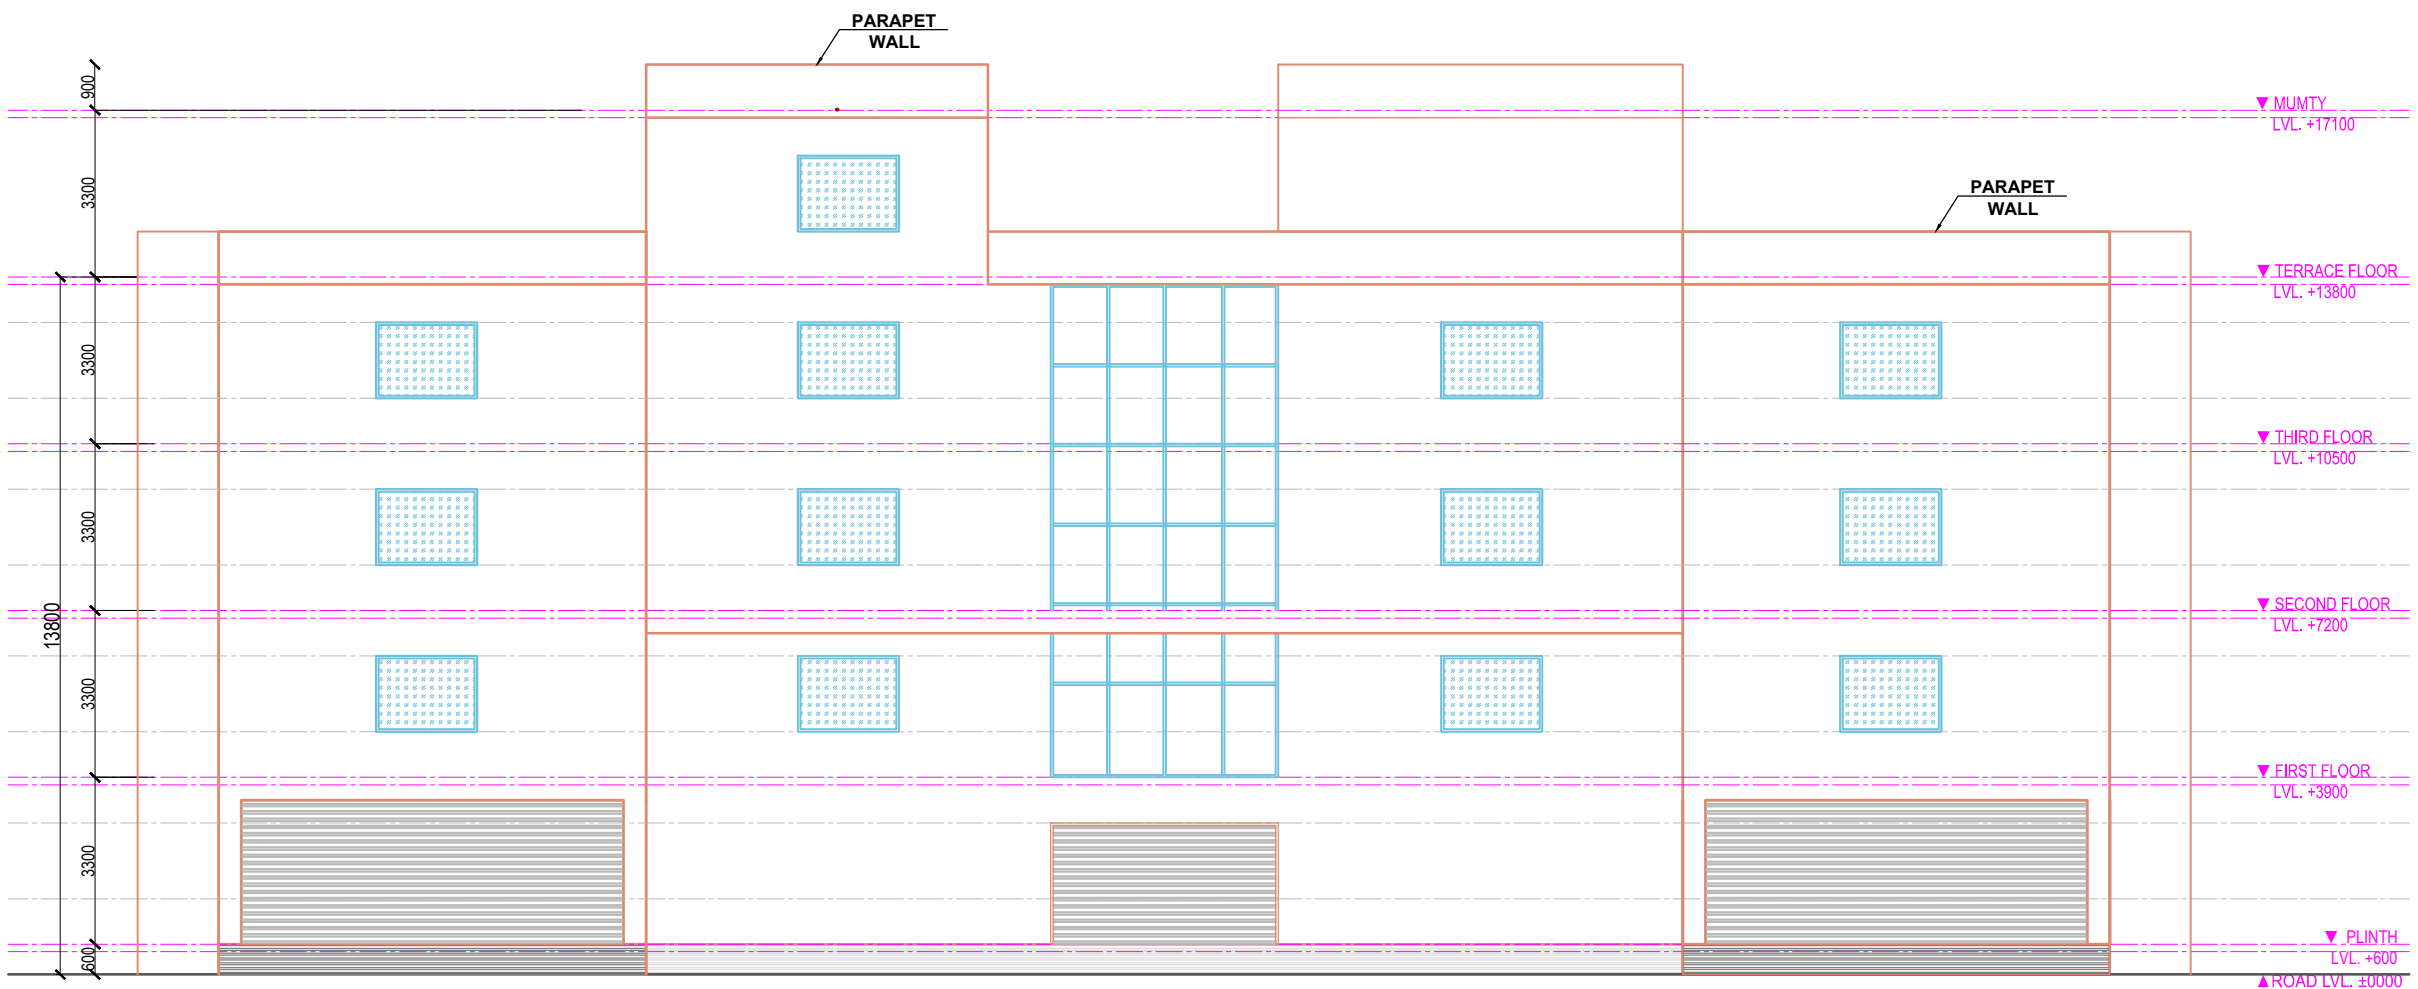 PARAPET
WALL
900
▼ MUMTY
LVL. +17100
3300
PARAPET
WALL
▼ TERRACE FLOOR
LVL. +13800
3300
▼ THIRD FLOOR
LVL. +10500
3300
13800
▼ SECOND FLOOR
LVL. +7200
3300
▼ FIRST FLOOR
LVL. +3900
3300
▼ PLINTH
LVL. +600
600
▲ROAD LVL. ±0000